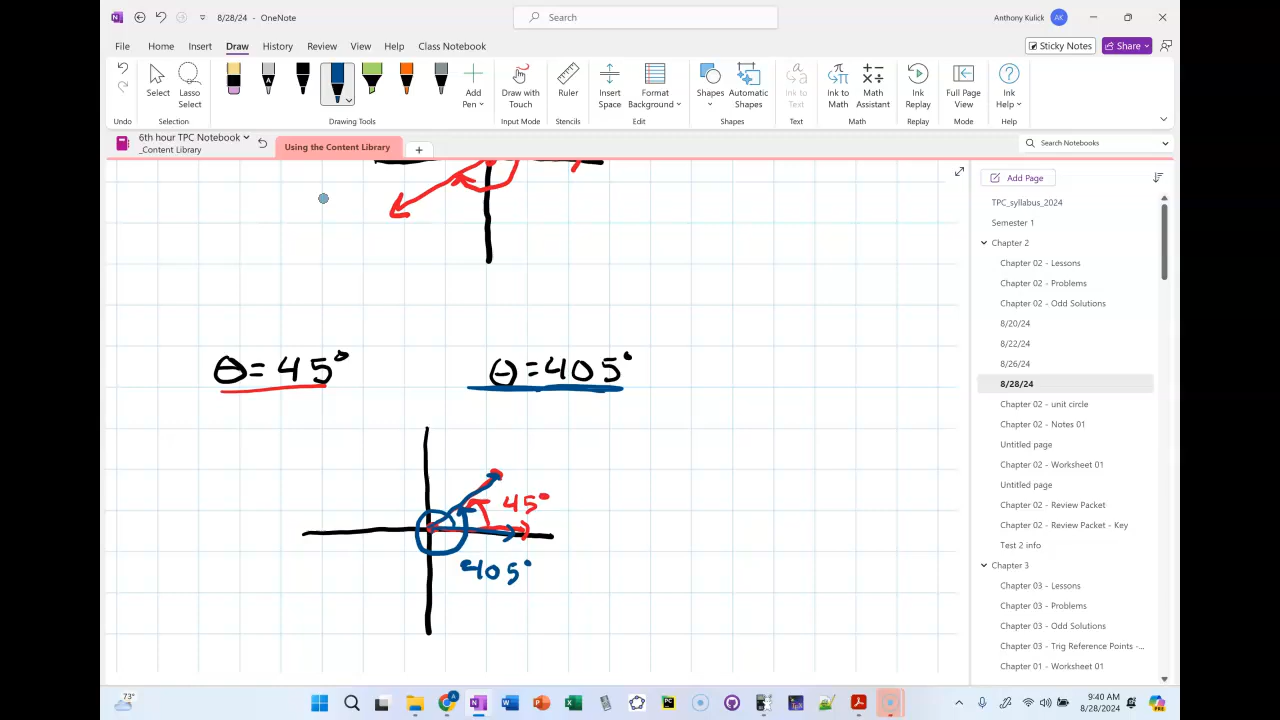 8/28/24 - OneNote
Search
Anthony Kulick AK
File Home Insert Draw History Review View Help Class Notebook
Sticky Notes Share
Undo
Select
Lasso Select
Add Pen
Draw with Touch
Ruler
Insert Space
Format Background
Shapes
Automatic Shapes
Ink to Text
Ink to Math
Math Assistant
Ink Replay
Full Page View
Ink Help
Undo Selection Drawing Tools Input Mode Stencils Edit Shapes Text Math Replay Mode Help
6th hour TPC Notebook
_Content Library
Using the Content Library
Search Notebooks
Add Page
TPC_syllabus_2024
Semester 1
Chapter 2
Chapter 02 - Lessons
Chapter 02 - Problems
Chapter 02 - Odd Solutions
8/20/24
8/22/24
8/26/24
8/28/24
Chapter 02 - unit circle
Chapter 02 - Notes 01
Untitled page
Chapter 02 - Worksheet 01
Untitled page
Chapter 02 - Review Packet
Chapter 02 - Review Packet - Key
Test 2 info
Chapter 3
Chapter 03 - Lessons
Chapter 03 - Problems
Chapter 03 - Odd Solutions
Chapter 03 - Trig Reference Points -...
Chapter 01 - Worksheet 01
θ = 45°
θ = 405°
45°
405°
73°
9:40 AM
8/28/2024